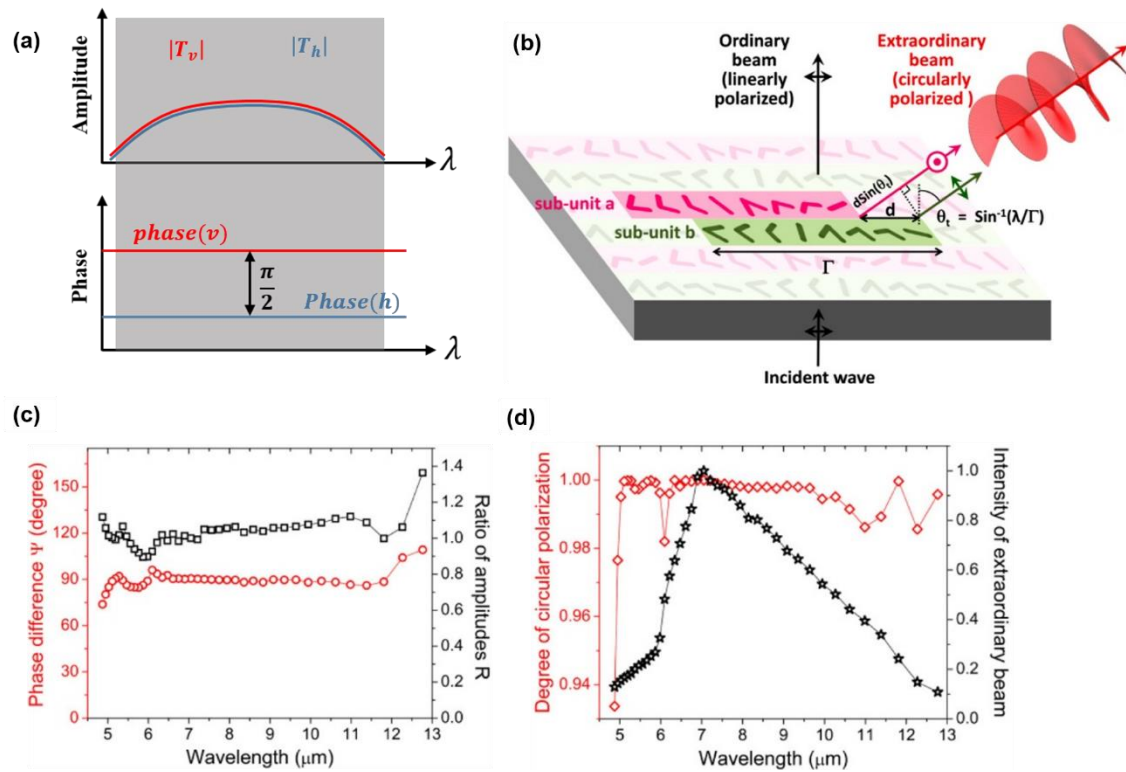 (a)
Amplitude
|T_v| |T_h|
λ
Phase
phase(v)
π/2
Phase(h)
λ
(b)
Ordinary
beam
(linearly
polarized)
Extraordinary
beam
(circularly
polarized )
sub-unit a
sub-unit b
dSin(θt)
d
θt = Sin⁻¹(λ/Γ)
Γ
Incident wave
(c)
Phase difference Ψ (degree)
150
120
90
60
30
0
Ratio of amplitudes R
1.4
1.2
1.0
0.8
0.6
0.4
0.2
0.0
5 6 7 8 9 10 11 12 13
Wavelength (μm)
(d)
Degree of circular polarization
1.00
0.98
0.96
0.94
Intensity of
extraordinary beam
1.0
0.8
0.6
0.4
0.2
0.0
5 6 7 8 9 10 11 12 13
Wavelength (μm)